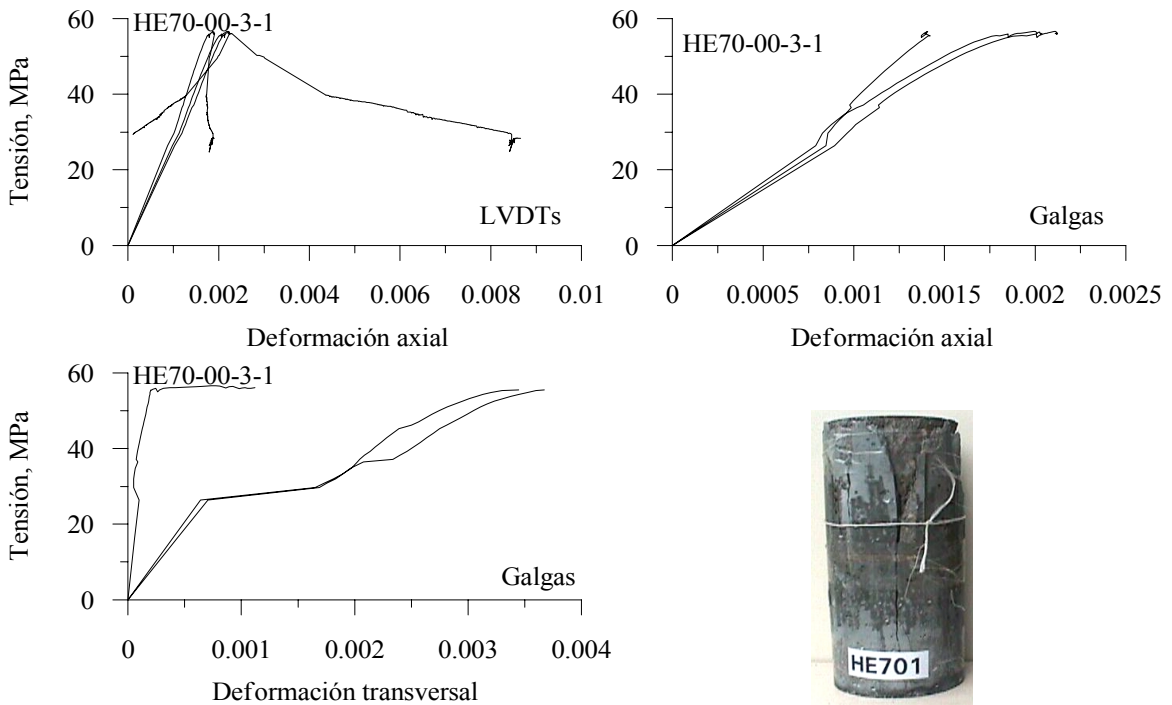 HE70-00-3-1
Tensión, MPa
60
40
20
0
LVDTs
0 0.002 0.004 0.006 0.008 0.01
Deformación axial
HE70-00-3-1
60
40
20
0
Galgas
0 0.0005 0.001 0.0015 0.002 0.0025
Deformación axial
HE70-00-3-1
Tensión, MPa
60
40
20
0
Galgas
0 0.001 0.002 0.003 0.004
Deformación transversal
HE701